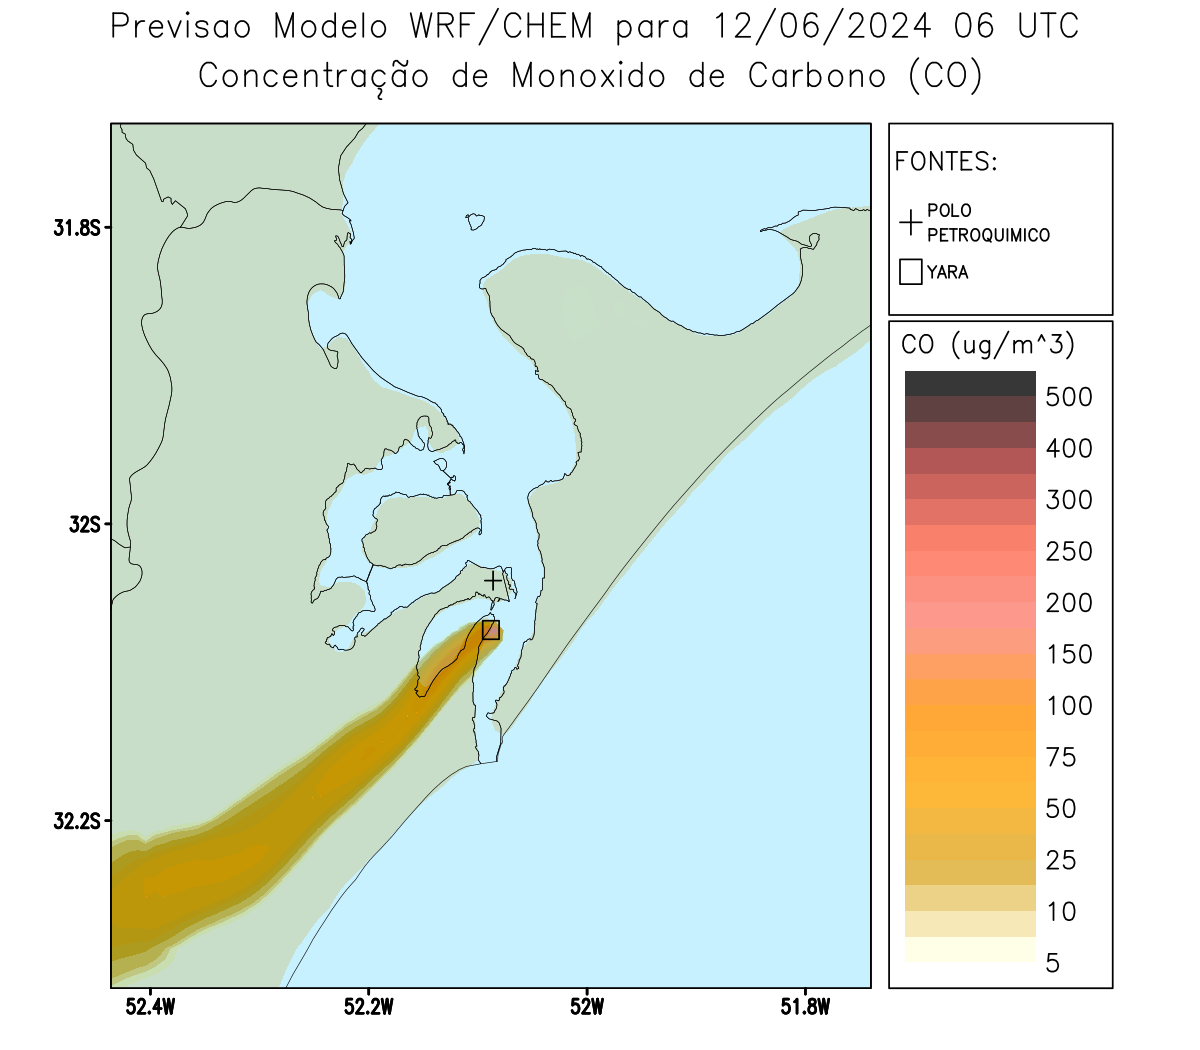 Previsao Modelo WRF/CHEM para 12/06/2024 06 UTC
Concentração de Monoxido de Carbono (CO)
FONTES:
POLO
PETROQUIMICO
YARA
31.8S
32S
32.2S
52.4W
52.2W
52W
51.8W
CO (ug/m^3)
500
400
300
250
200
150
100
75
50
25
10
5